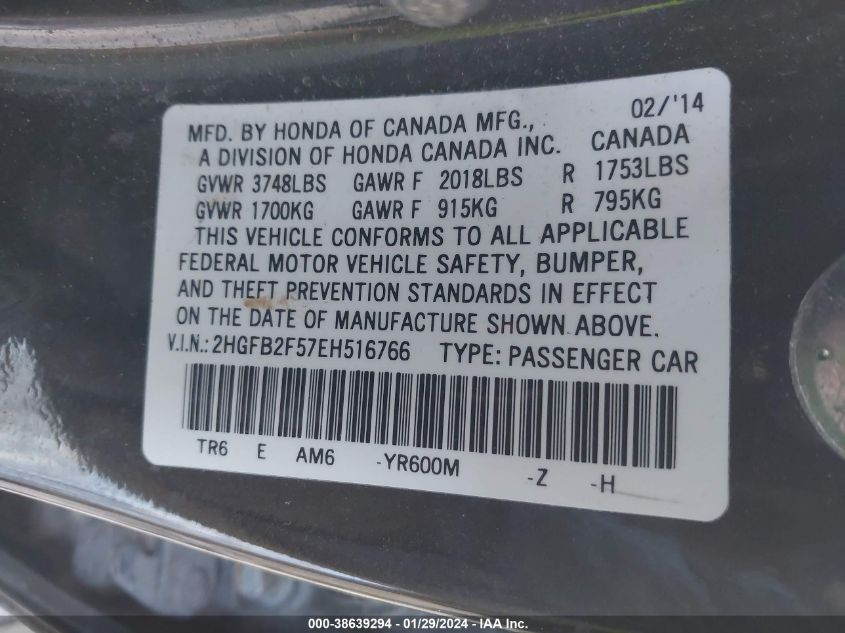 02/'14
MFD. BY HONDA OF CANADA MFG.,
A DIVISION OF HONDA CANADA INC. CANADA
GVWR 3748LBS GAWR F 2018LBS R 1753LBS
GVWR 1700KG GAWR F 915KG R 795KG
THIS VEHICLE CONFORMS TO ALL APPLICABLE
FEDERAL MOTOR VEHICLE SAFETY, BUMPER,
AND THEFT PREVENTION STANDARDS IN EFFECT
ON THE DATE OF MANUFACTURE SHOWN ABOVE.
V.I.N.: 2HGFB2F57EH516766 TYPE: PASSENGER CAR
TR6 E AM6 -YR600M -Z -H
000-38639294 - 01/29/2024 - IAA Inc.